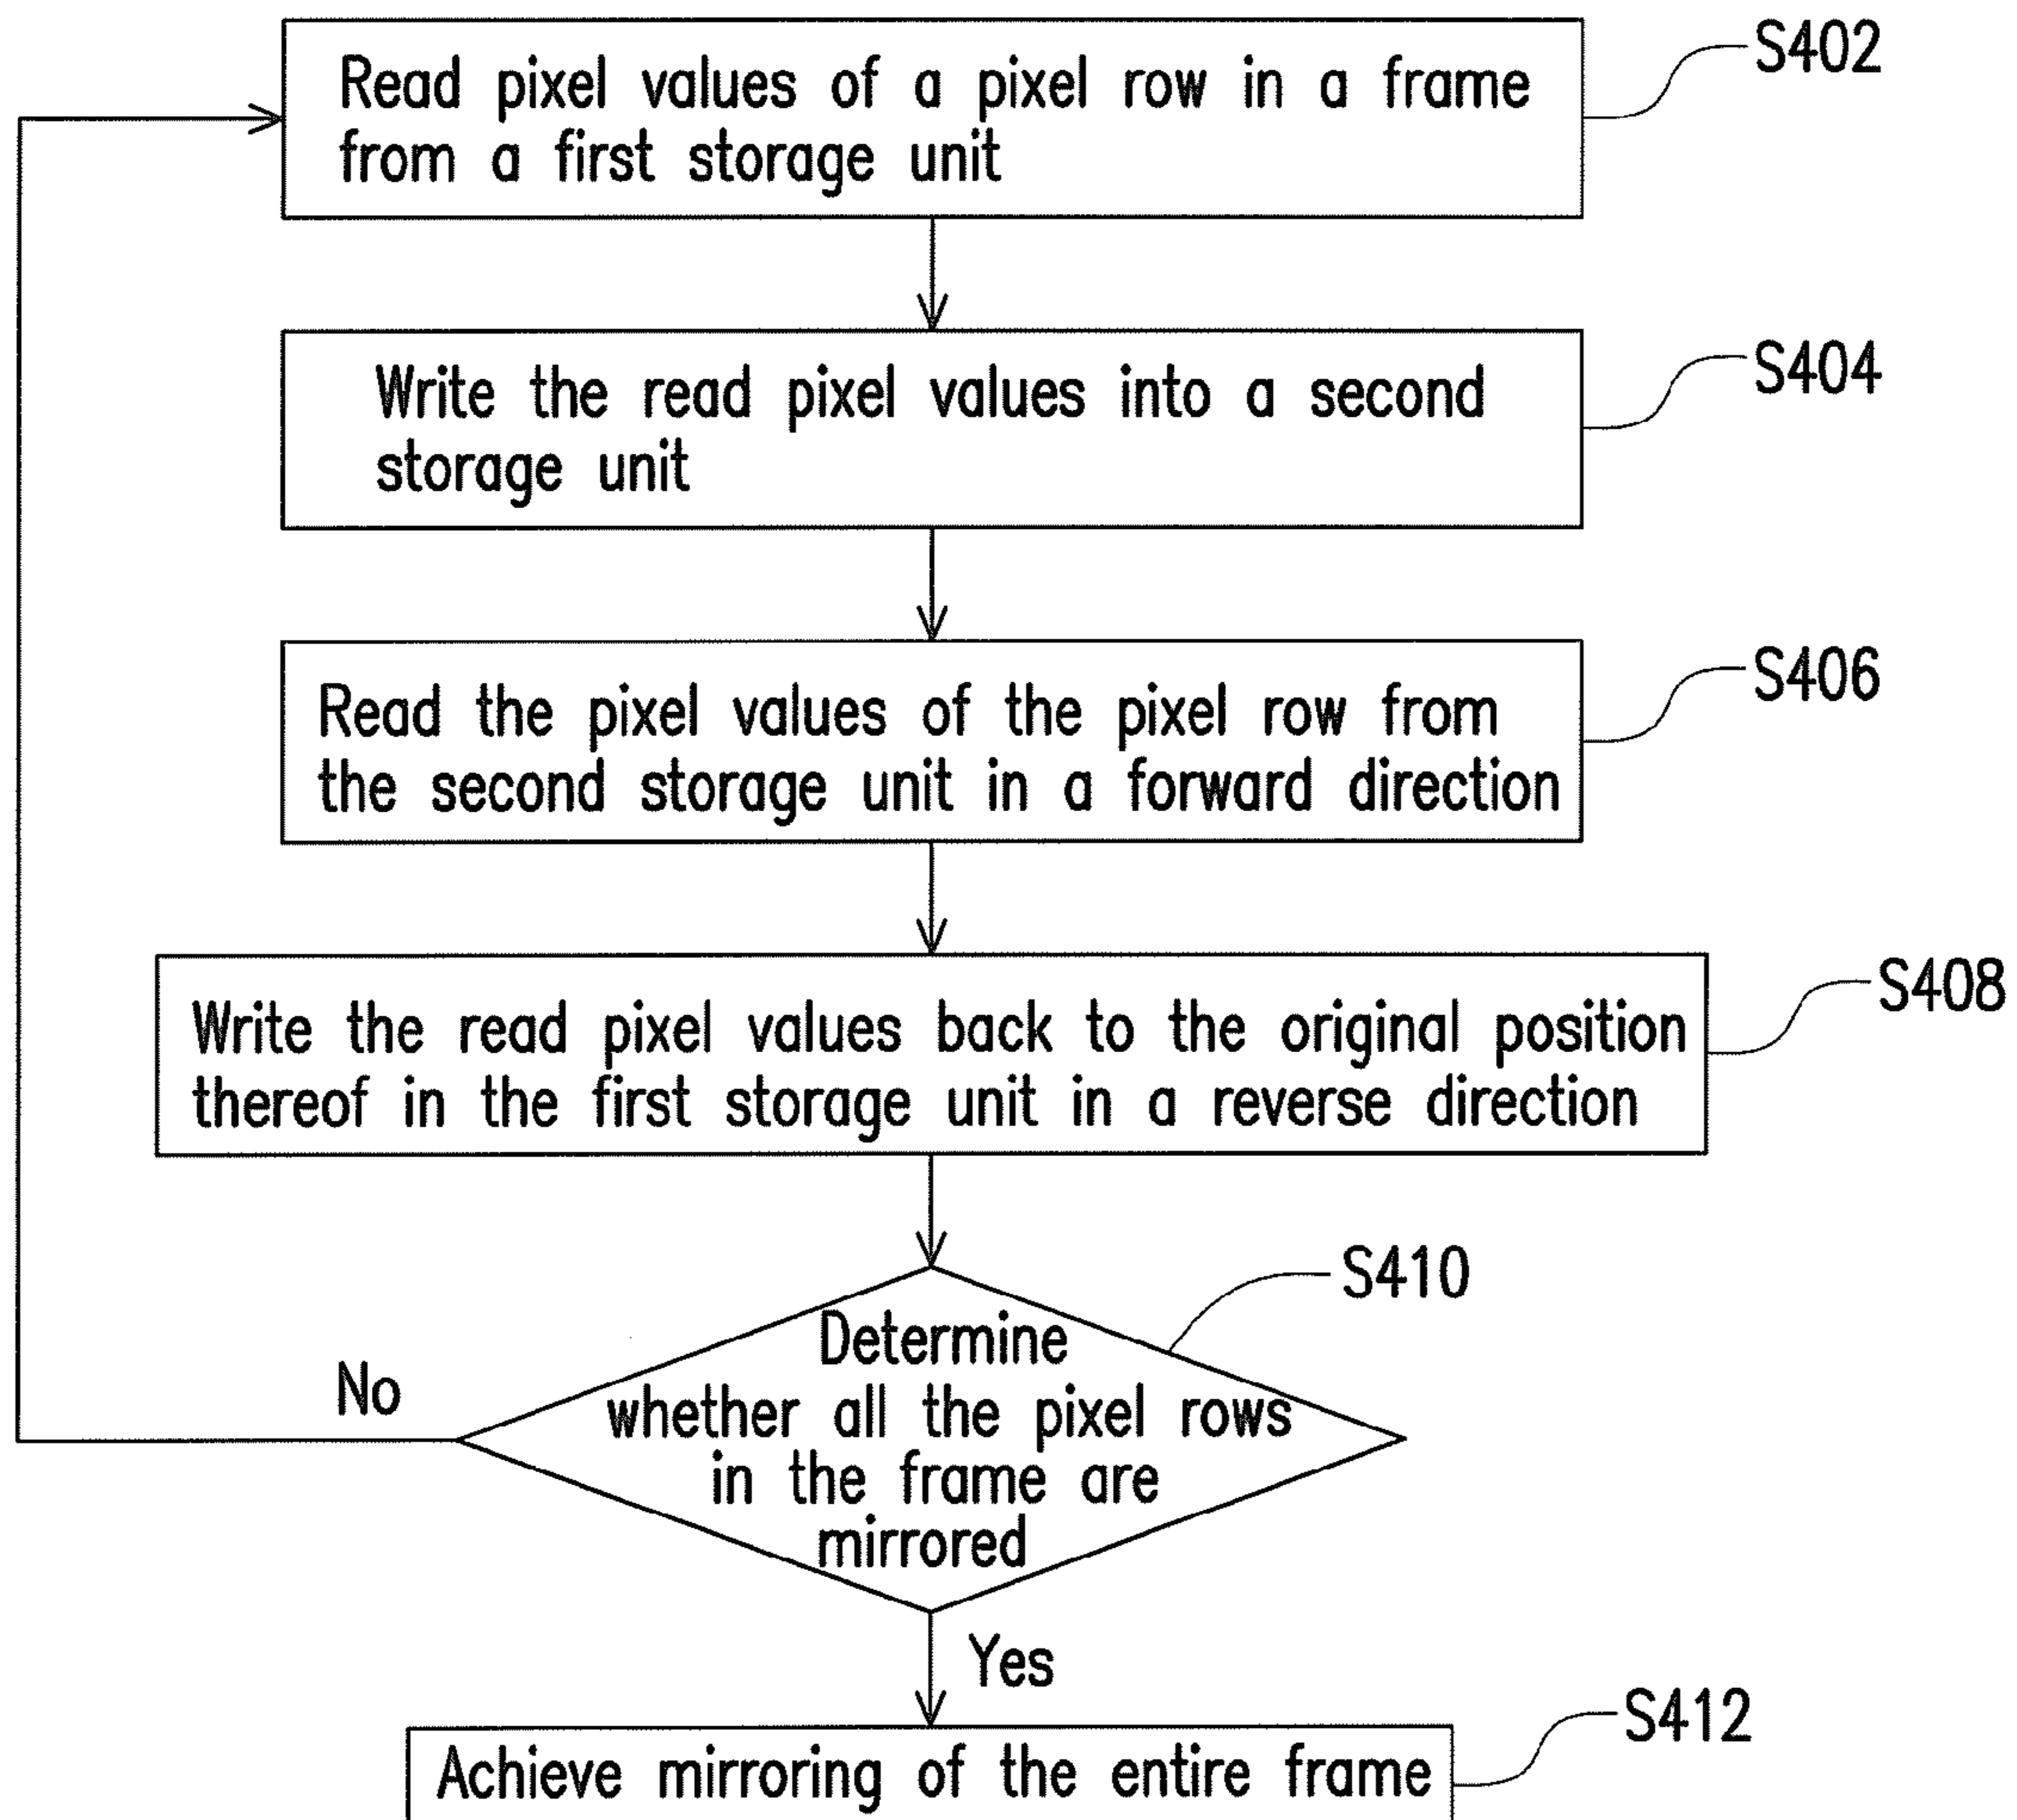 Read pixel values of a pixel row in a frame
from a first storage unit
S402
Write the read pixel values into a second
storage unit
S404
Read the pixel values of the pixel row from
the second storage unit in a forward direction
S406
Write the read pixel values back to the original position
thereof in the first storage unit in a reverse direction
S408
Determine
whether all the pixel rows
in the frame are
mirrored
S410
No
Yes
Achieve mirroring of the entire frame
S412